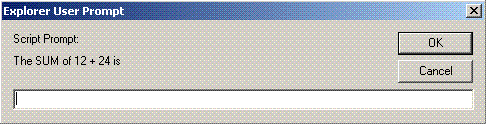 Explorer User Prompt
Script Prompt:
OK
The SUM of 12 + 24 is
Cancel